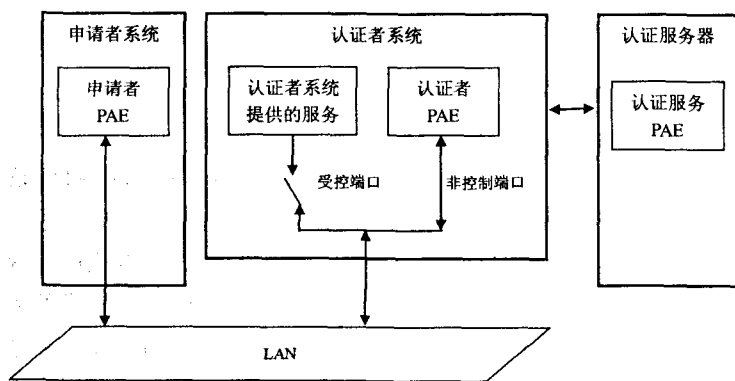 申请者系统
认证者系统
认证服务器
申请者
PAE
认证者系统
提供的服务
认证者
PAE
认证服务
PAE
受控端口
非控制端口
LAN